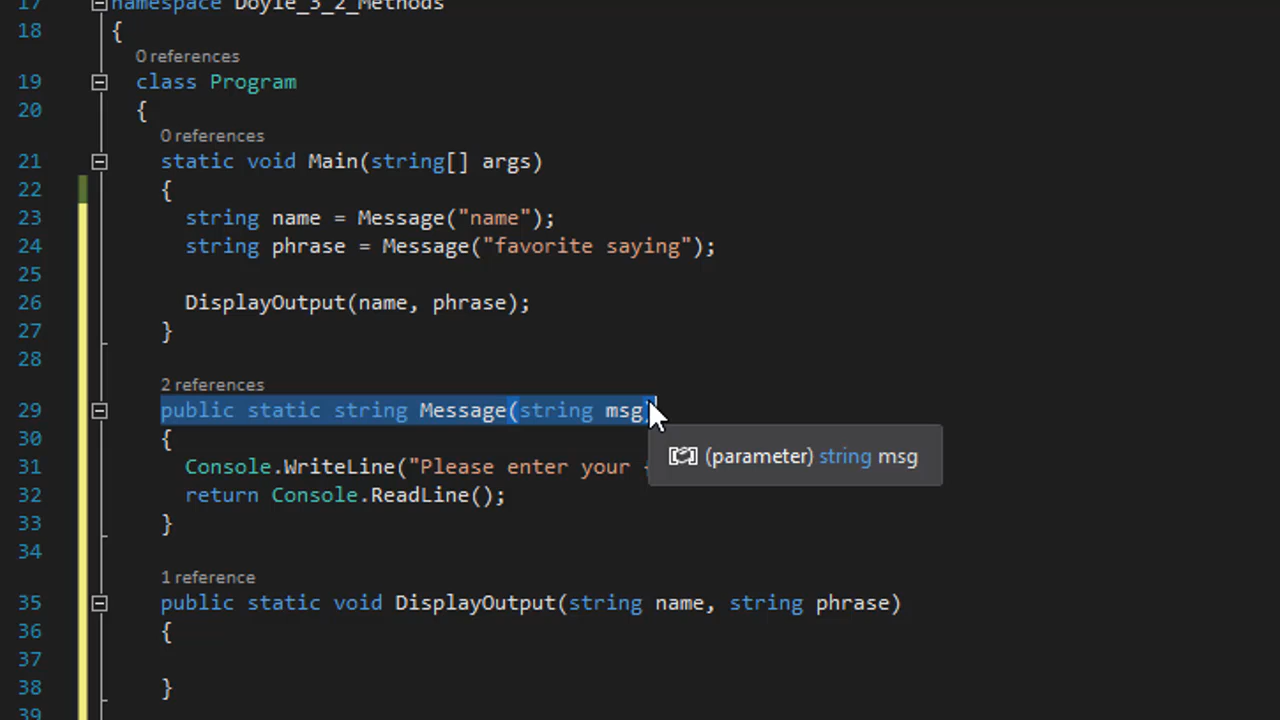 17 namespace Doyle_3_2_Methods
18 {
0 references
19 class Program
20 {
0 references
21 static void Main(string[] args)
22 {
23 string name = Message("name");
24 string phrase = Message("favorite saying");
25
26 DisplayOutput(name, phrase);
27 }
28
2 references
29 public static string Message(string msg)
30 {
(parameter) string msg
31 Console.WriteLine("Please enter your {
32 return Console.ReadLine();
33 }
34
1 reference
35 public static void DisplayOutput(string name, string phrase)
36 {
37
38 }
39